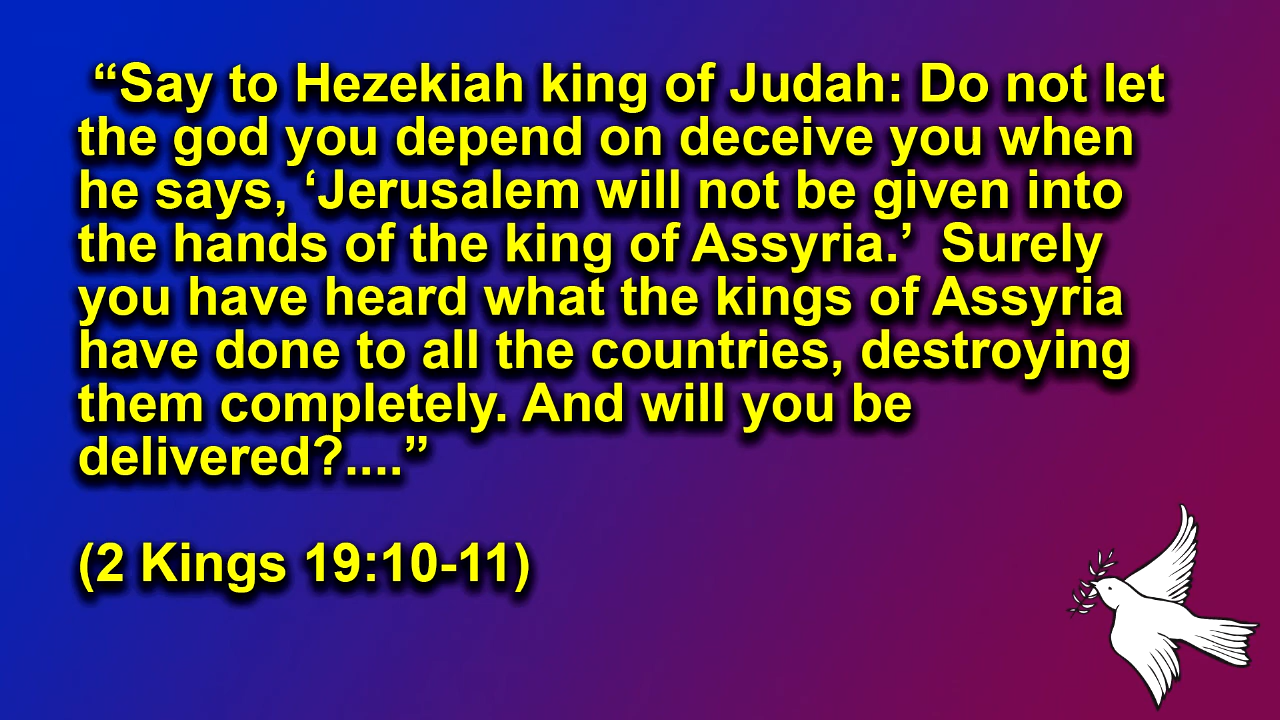 “Say to Hezekiah king of Judah: Do not let
the god you depend on deceive you when
he says, ‘Jerusalem will not be given into
the hands of the king of Assyria.’  Surely
you have heard what the kings of Assyria
have done to all the countries, destroying
them completely. And will you be
delivered?....”
(2 Kings 19:10-11)